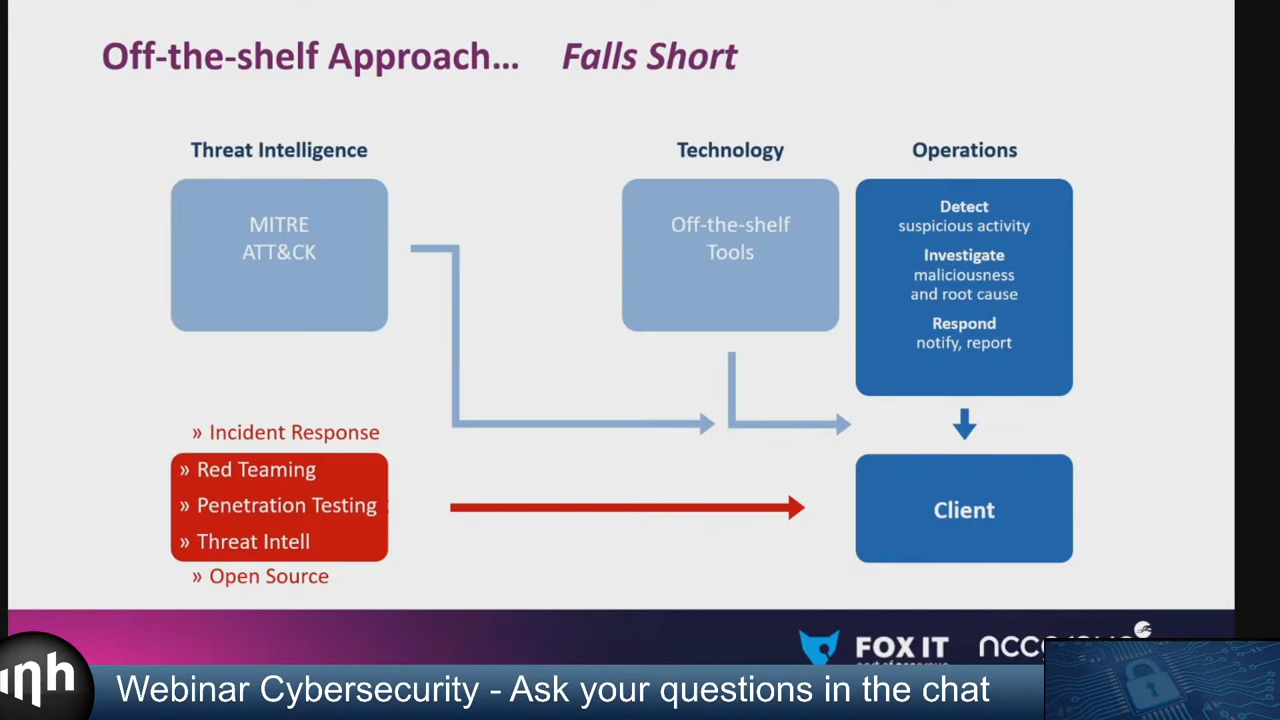 Off-the-shelf Approach… Falls Short
Threat Intelligence
MITRE
ATT&CK
Technology
Off-the-shelf
Tools
Operations
Detect
suspicious activity
Investigate
maliciousness
and root cause
Respond
notify, report
» Incident Response
» Red Teaming
» Penetration Testing
» Threat Intell
» Open Source
Client
FOX IT
Webinar Cybersecurity - Ask your questions in the chat